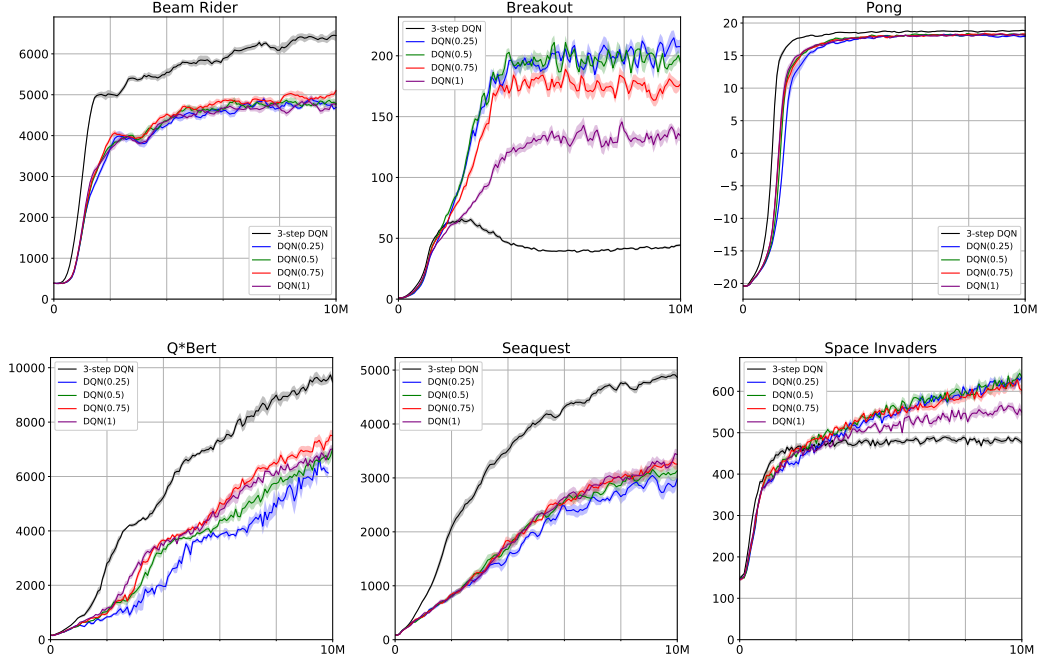 Beam Rider
6000
5000
4000
3000
2000
1000
0
3-step DQN
DQN(0.25)
DQN(0.5)
DQN(0.75)
DQN(1)
0
10M
Breakout
200
150
100
50
0
3-step DQN
DQN(0.25)
DQN(0.5)
DQN(0.75)
DQN(1)
0
10M
Pong
20
15
10
5
0
−5
−10
−15
−20
3-step DQN
DQN(0.25)
DQN(0.5)
DQN(0.75)
DQN(1)
0
10M
Q*Bert
10000
8000
6000
4000
2000
0
3-step DQN
DQN(0.25)
DQN(0.5)
DQN(0.75)
DQN(1)
0
10M
Seaquest
5000
4000
3000
2000
1000
0
3-step DQN
DQN(0.25)
DQN(0.5)
DQN(0.75)
DQN(1)
0
10M
Space Invaders
600
500
400
300
200
100
0
3-step DQN
DQN(0.25)
DQN(0.5)
DQN(0.75)
DQN(1)
0
10M